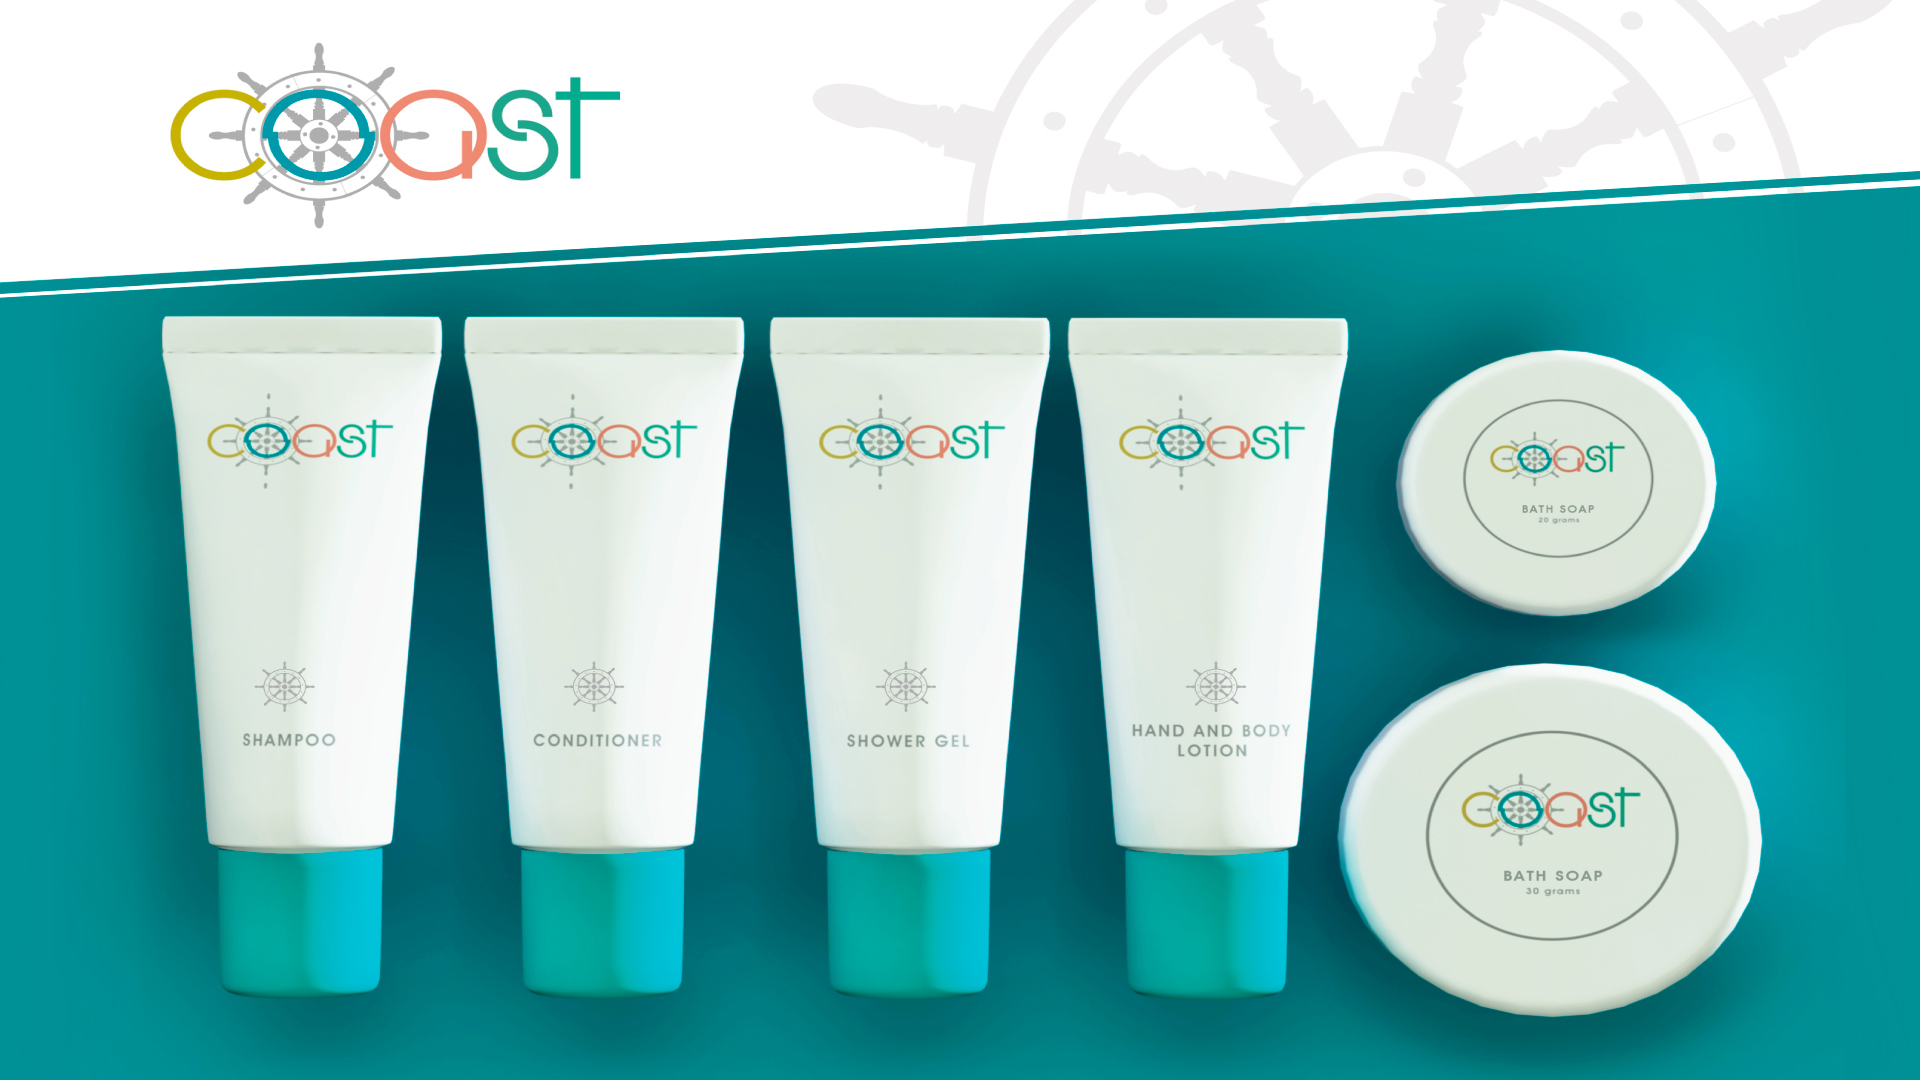 coast
coast
coast
coast
coast
coast
BATH SOAP
20 grams
SHAMPOO
CONDITIONER
SHOWER GEL
HAND AND BODY
LOTION
coast
BATH SOAP
30 grams